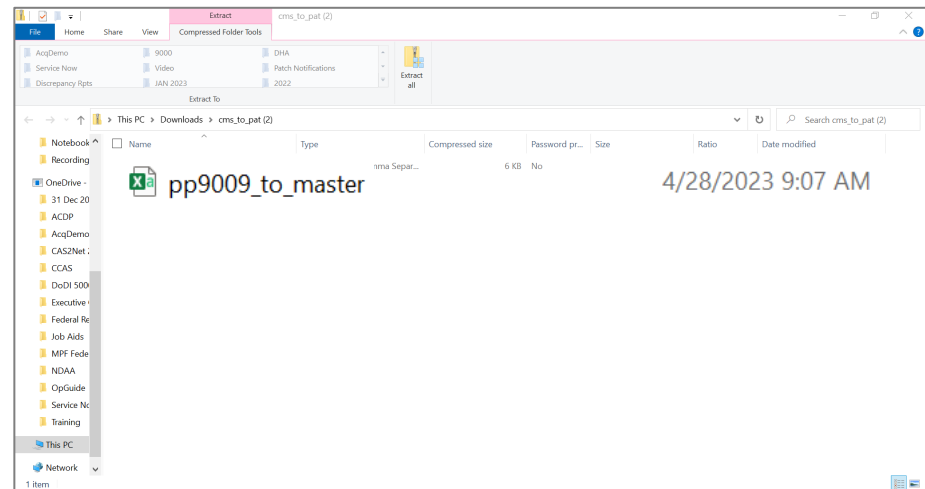 Extract
cms_to_pat (2)
File
Home
Share
View
Compressed Folder Tools
AcqDemo
9000
DHA
Service Now
Video
Patch Notifications
Discrepancy Rpts
JAN 2023
2022
Extract
all
Extract To
This PC > Downloads > cms_to_pat (2)
Search cms_to_pat (2)
Name
Type
Compressed size
Password pr...
Size
Ratio
Date modified
pp9009_to_master
nma Separ...
6 KB
No
4/28/2023 9:07 AM
Notebook
Recording
OneDrive -
31 Dec 20
ACDP
AcqDemo
CAS2Net 2
CCAS
DoDI 500
Executive
Federal Re
Job Aids
MPF Fede
NDAA
OpGuide
Service No
Training
This PC
Network
1 item